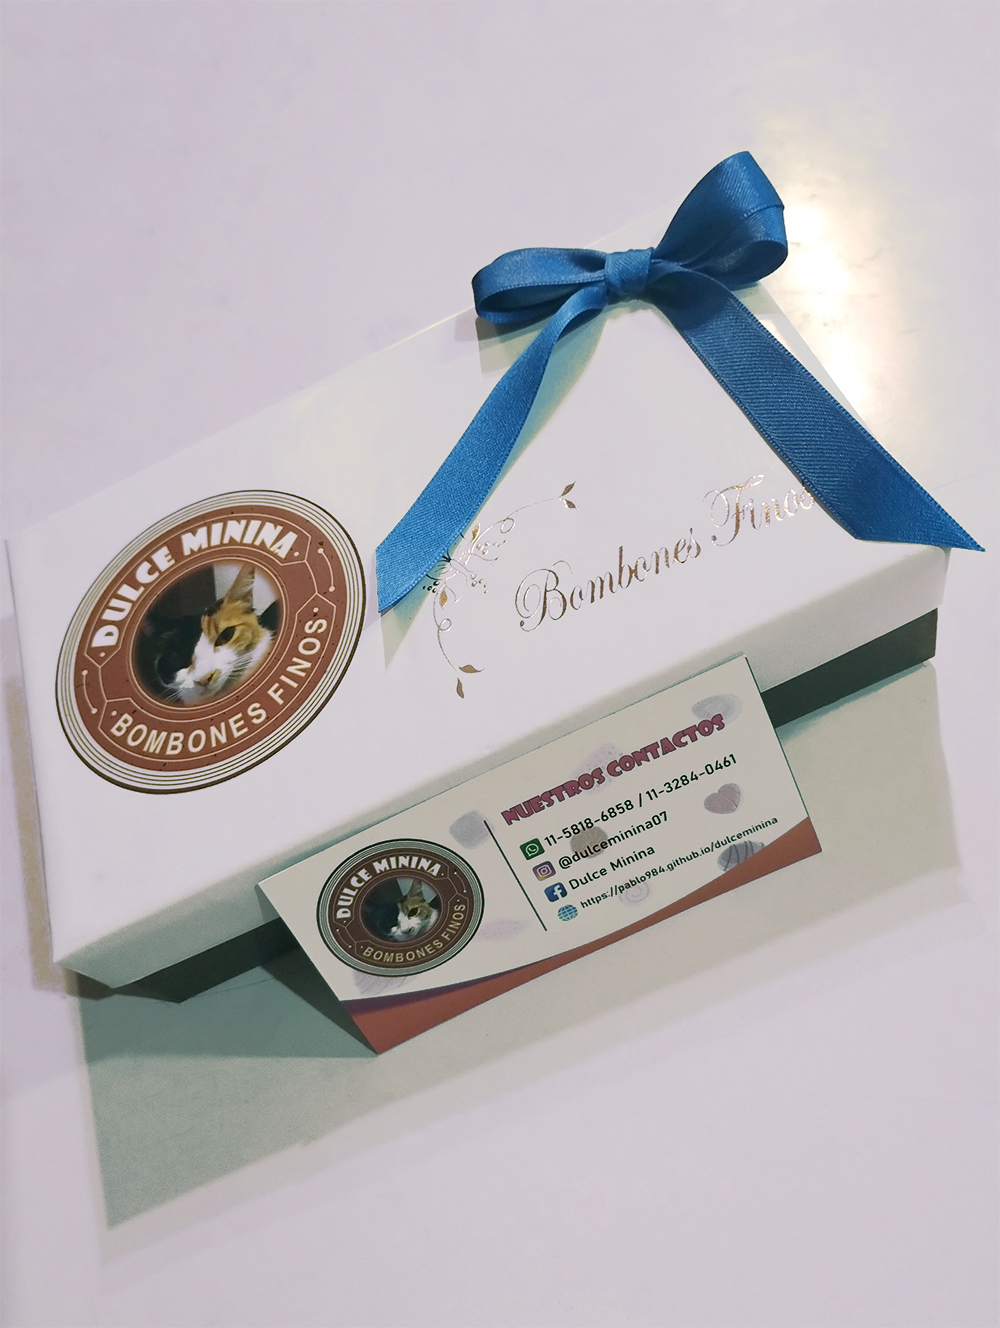 DULCE MININA
BOMBONES FINOS
Bombones Finos
DULCE MININA
BOMBONES FINOS
NUESTROS CONTACTOS
11-5818-6858 / 11-3284-0461
@dulceminina07
Dulce Minina
https://pablo984.github.io/dulceminina